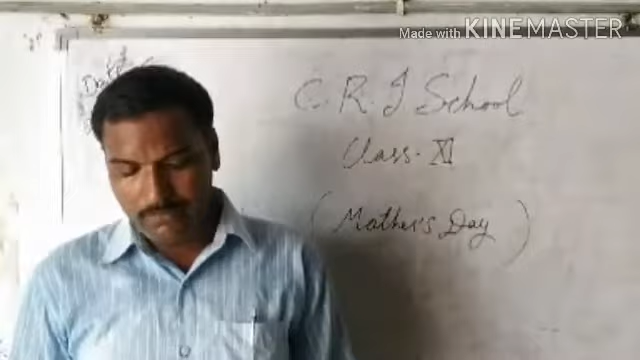 Made with KINEMASTER
C. R. J School
Class- XI
(Mother's Day)